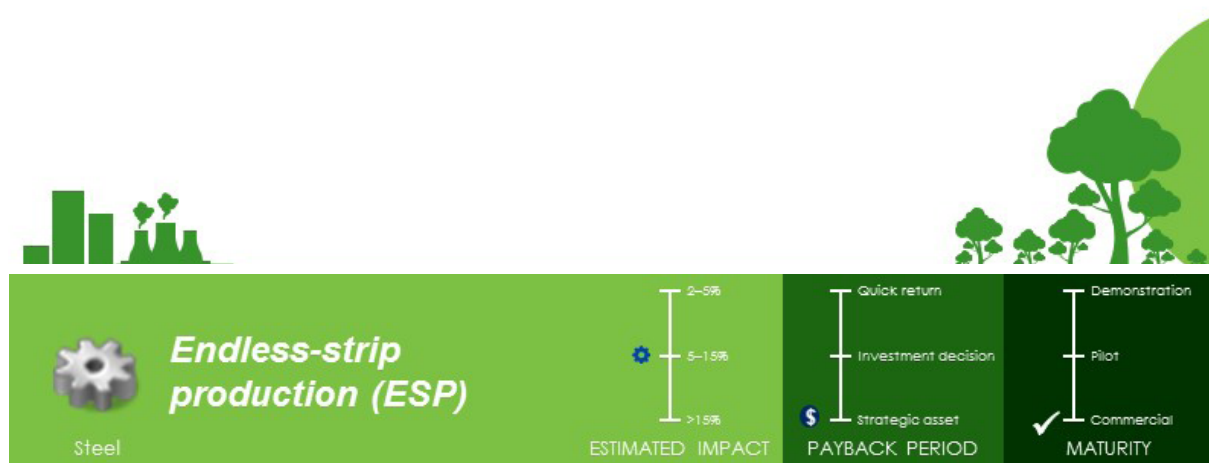 Endless-strip
production (ESP)
Steel
2–5%
5–15%
>15%
ESTIMATED IMPACT
Quick return
Investment decision
Strategic asset
PAYBACK PERIOD
Demonstration
Pilot
Commercial
MATURITY